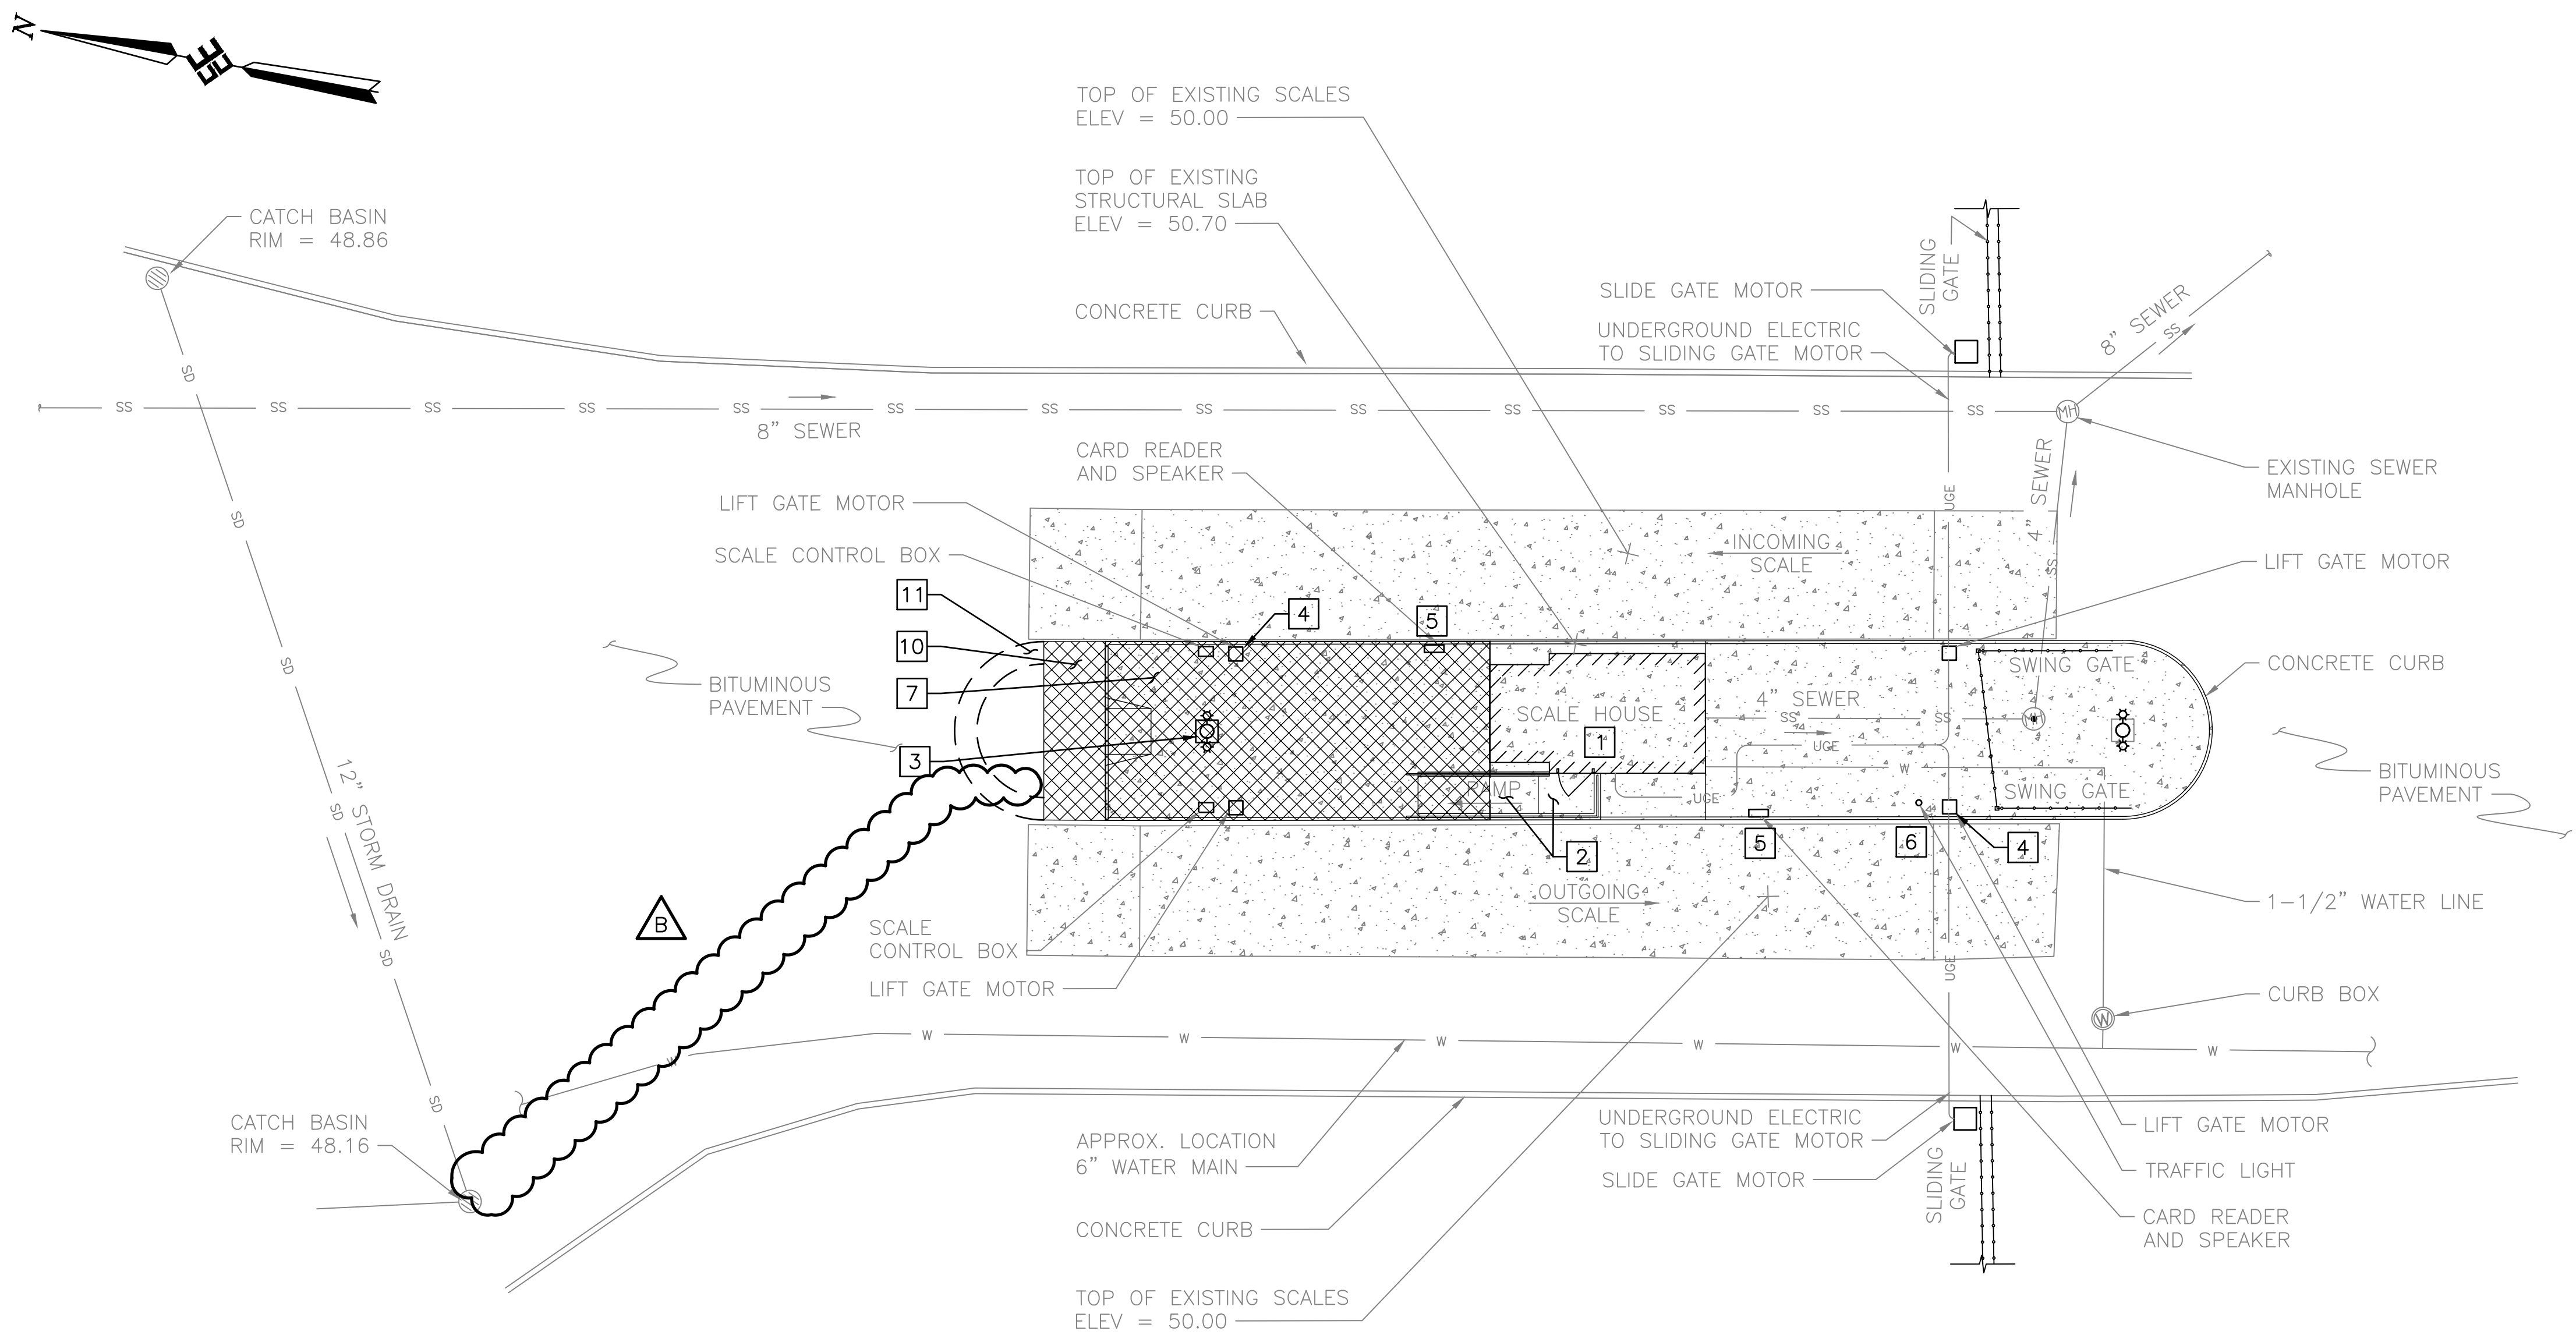 N
TOP OF EXISTING SCALES
ELEV = 50.00
TOP OF EXISTING
STRUCTURAL SLAB
ELEV = 50.70
CATCH BASIN
RIM = 48.86
CONCRETE CURB
SLIDE GATE MOTOR
UNDERGROUND ELECTRIC
TO SLIDING GATE MOTOR
SLIDING
GATE
8" SEWER
SS
SD
SS SS SS SS SS SS SS SS SS SS SS SS SS
MH
8" SEWER
CARD READER
AND SPEAKER
4" SEWER
EXISTING SEWER
MANHOLE
LIFT GATE MOTOR
UGE
SD
SCALE CONTROL BOX
INCOMING
SCALE
SS
LIFT GATE MOTOR
11
4
5
10
7
SD
BITUMINOUS
PAVEMENT
SWING GATE
CONCRETE CURB
4" SEWER
SCALE HOUSE
SS SS
MH
1
UGE
3
W
RAMP
UGE
SWING GATE
BITUMINOUS
PAVEMENT
12" STORM DRAIN
SD
5
6
4
2
OUTGOING
SCALE
1-1/2" WATER LINE
B
SCALE
CONTROL BOX
SD
UGE
LIFT GATE MOTOR
CURB BOX
W
W W W W W W W
SD
CATCH BASIN
RIM = 48.16
APPROX. LOCATION
6" WATER MAIN
UNDERGROUND ELECTRIC
TO SLIDING GATE MOTOR
SLIDE GATE MOTOR
SLIDING
GATE
LIFT GATE MOTOR
TRAFFIC LIGHT
CONCRETE CURB
CARD READER
AND SPEAKER
TOP OF EXISTING SCALES
ELEV = 50.00